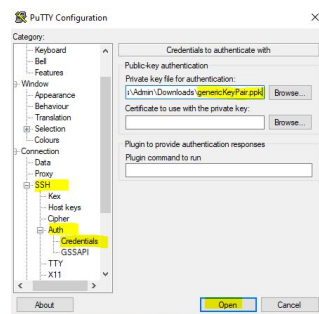 PuTTY Configuration
Category:
Keyboard
Bell
Features
Window
Appearance
Behaviour
Translation
Selection
Colours
Connection
Data
Proxy
SSH
Kex
Host keys
Cipher
Auth
Credentials
GSSAPI
TTY
X11
Credentials to authenticate with
Public-key authentication
Private key file for authentication:
\Admin\Downloads\genericKeyPair.ppk Browse...
Certificate to use with the private key:
Browse...
Plugin to provide authentication responses
Plugin command to run
About Open Cancel